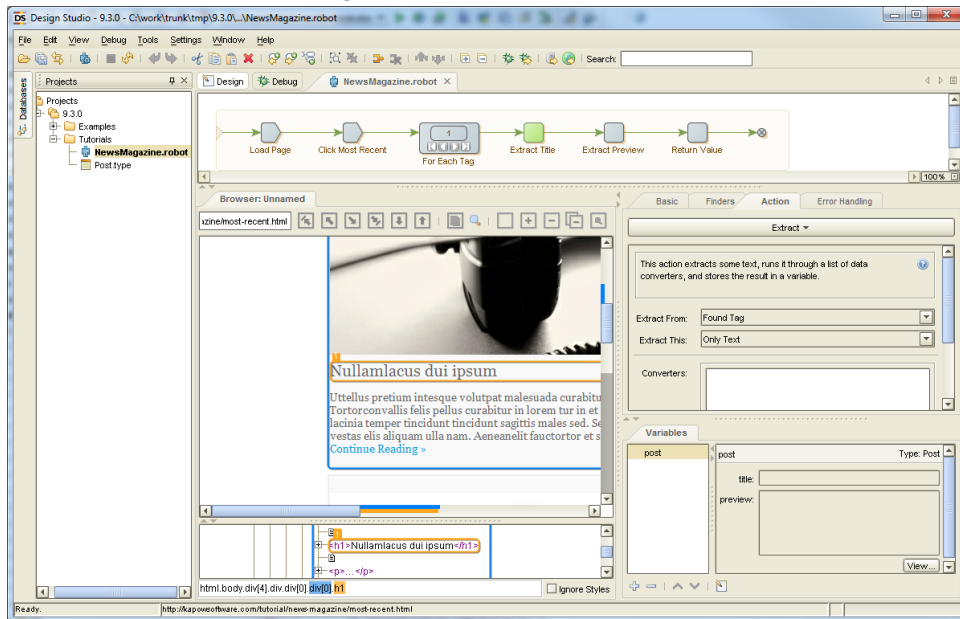 DS Design Studio - 9.3.0 - C:\work\trunk\tmp\9.3.0\...\NewsMagazine.robot
File Edit View Debug Tools Settings Window Help
Search:
Databases
Projects
Projects
9.3.0
Examples
Tutorials
NewsMagazine.robot
Post.type
Design Debug NewsMagazine.robot
1
Load Page Click Most Recent For Each Tag Extract Title Extract Preview Return Value
100%
Browser: Unnamed
zine/most-recent.html
Nullamlacus dui ipsum
Uttellus pretium intesque volutpat malesuada curabitu
Tortorconvallis felis pellus curabitur in lorem tur in et
lacinia temper tincidunt tincidunt sagittis males sed. Se
vestas elis aliquam ulla nam. Aeneanelit fauctortor et s
Continue Reading »
<h1>Nullamlacus dui ipsum</h1>
<p>...</p>
html.body.div[4].div.div[0].div[0].h1
Ignore Styles
Basic Finders Action Error Handling
Extract
This action extracts some text, runs it through a list of data
converters, and stores the result in a variable.
Extract From: Found Tag
Extract This: Only Text
Converters:
Variables
post
post Type: Post
title:
preview:
View...
Ready. http://kapowsoftware.com/tutorial/news-magazine/most-recent.html